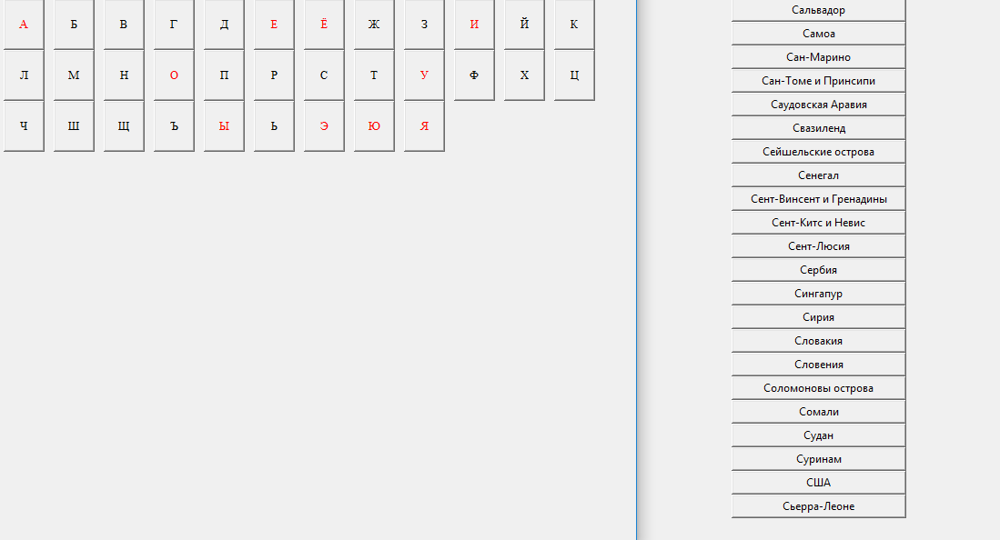 А Б В Г Д Е Ё Ж З И Й К
Л М Н О П Р С Т У Ф Х Ц
Ч Ш Щ Ъ Ы Ь Э Ю Я
Сальвадор
Самоа
Сан-Марино
Сан-Томе и Принсипи
Саудовская Аравия
Свазиленд
Сейшельские острова
Сенегал
Сент-Винсент и Гренадины
Сент-Китс и Невис
Сент-Люсия
Сербия
Сингапур
Сирия
Словакия
Словения
Соломоновы острова
Сомали
Судан
Суринам
США
Сьерра-Леоне